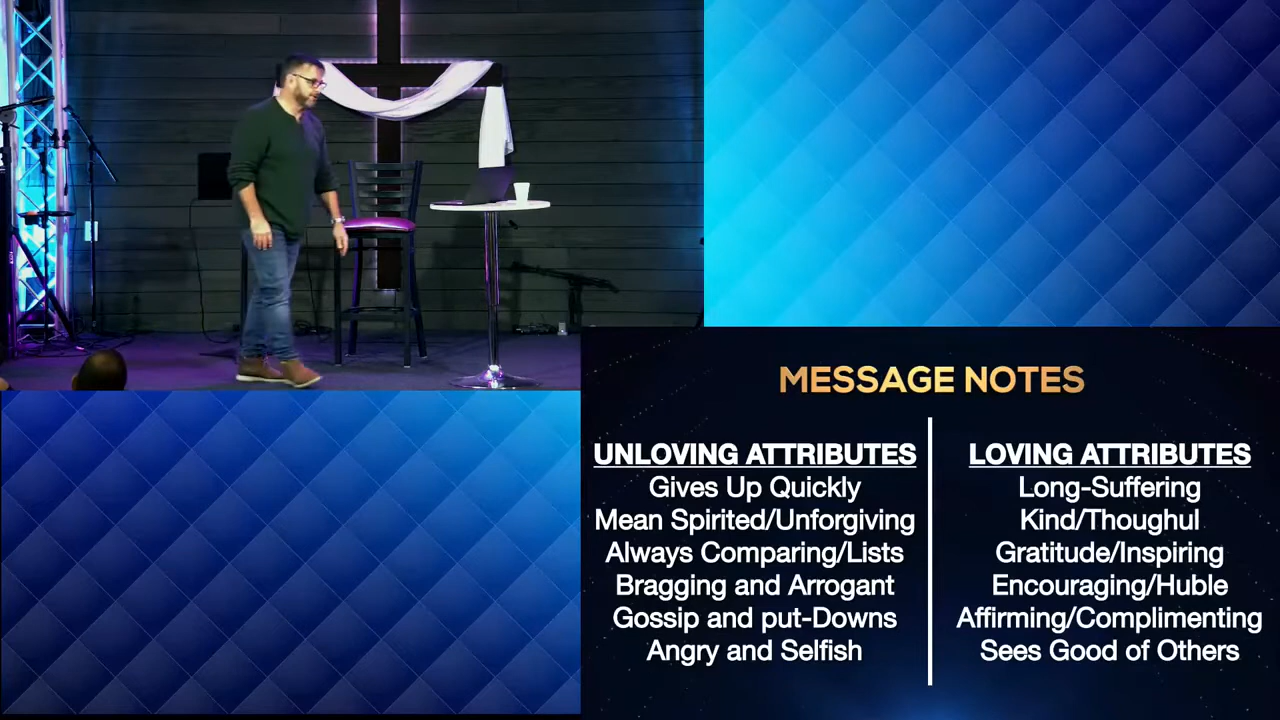 MESSAGE NOTES
UNLOVING ATTRIBUTES
Gives Up Quickly
Mean Spirited/Unforgiving
Always Comparing/Lists
Bragging and Arrogant
Gossip and put-Downs
Angry and Selfish
LOVING ATTRIBUTES
Long-Suffering
Kind/Thoughul
Gratitude/Inspiring
Encouraging/Huble
Affirming/Complimenting
Sees Good of Others